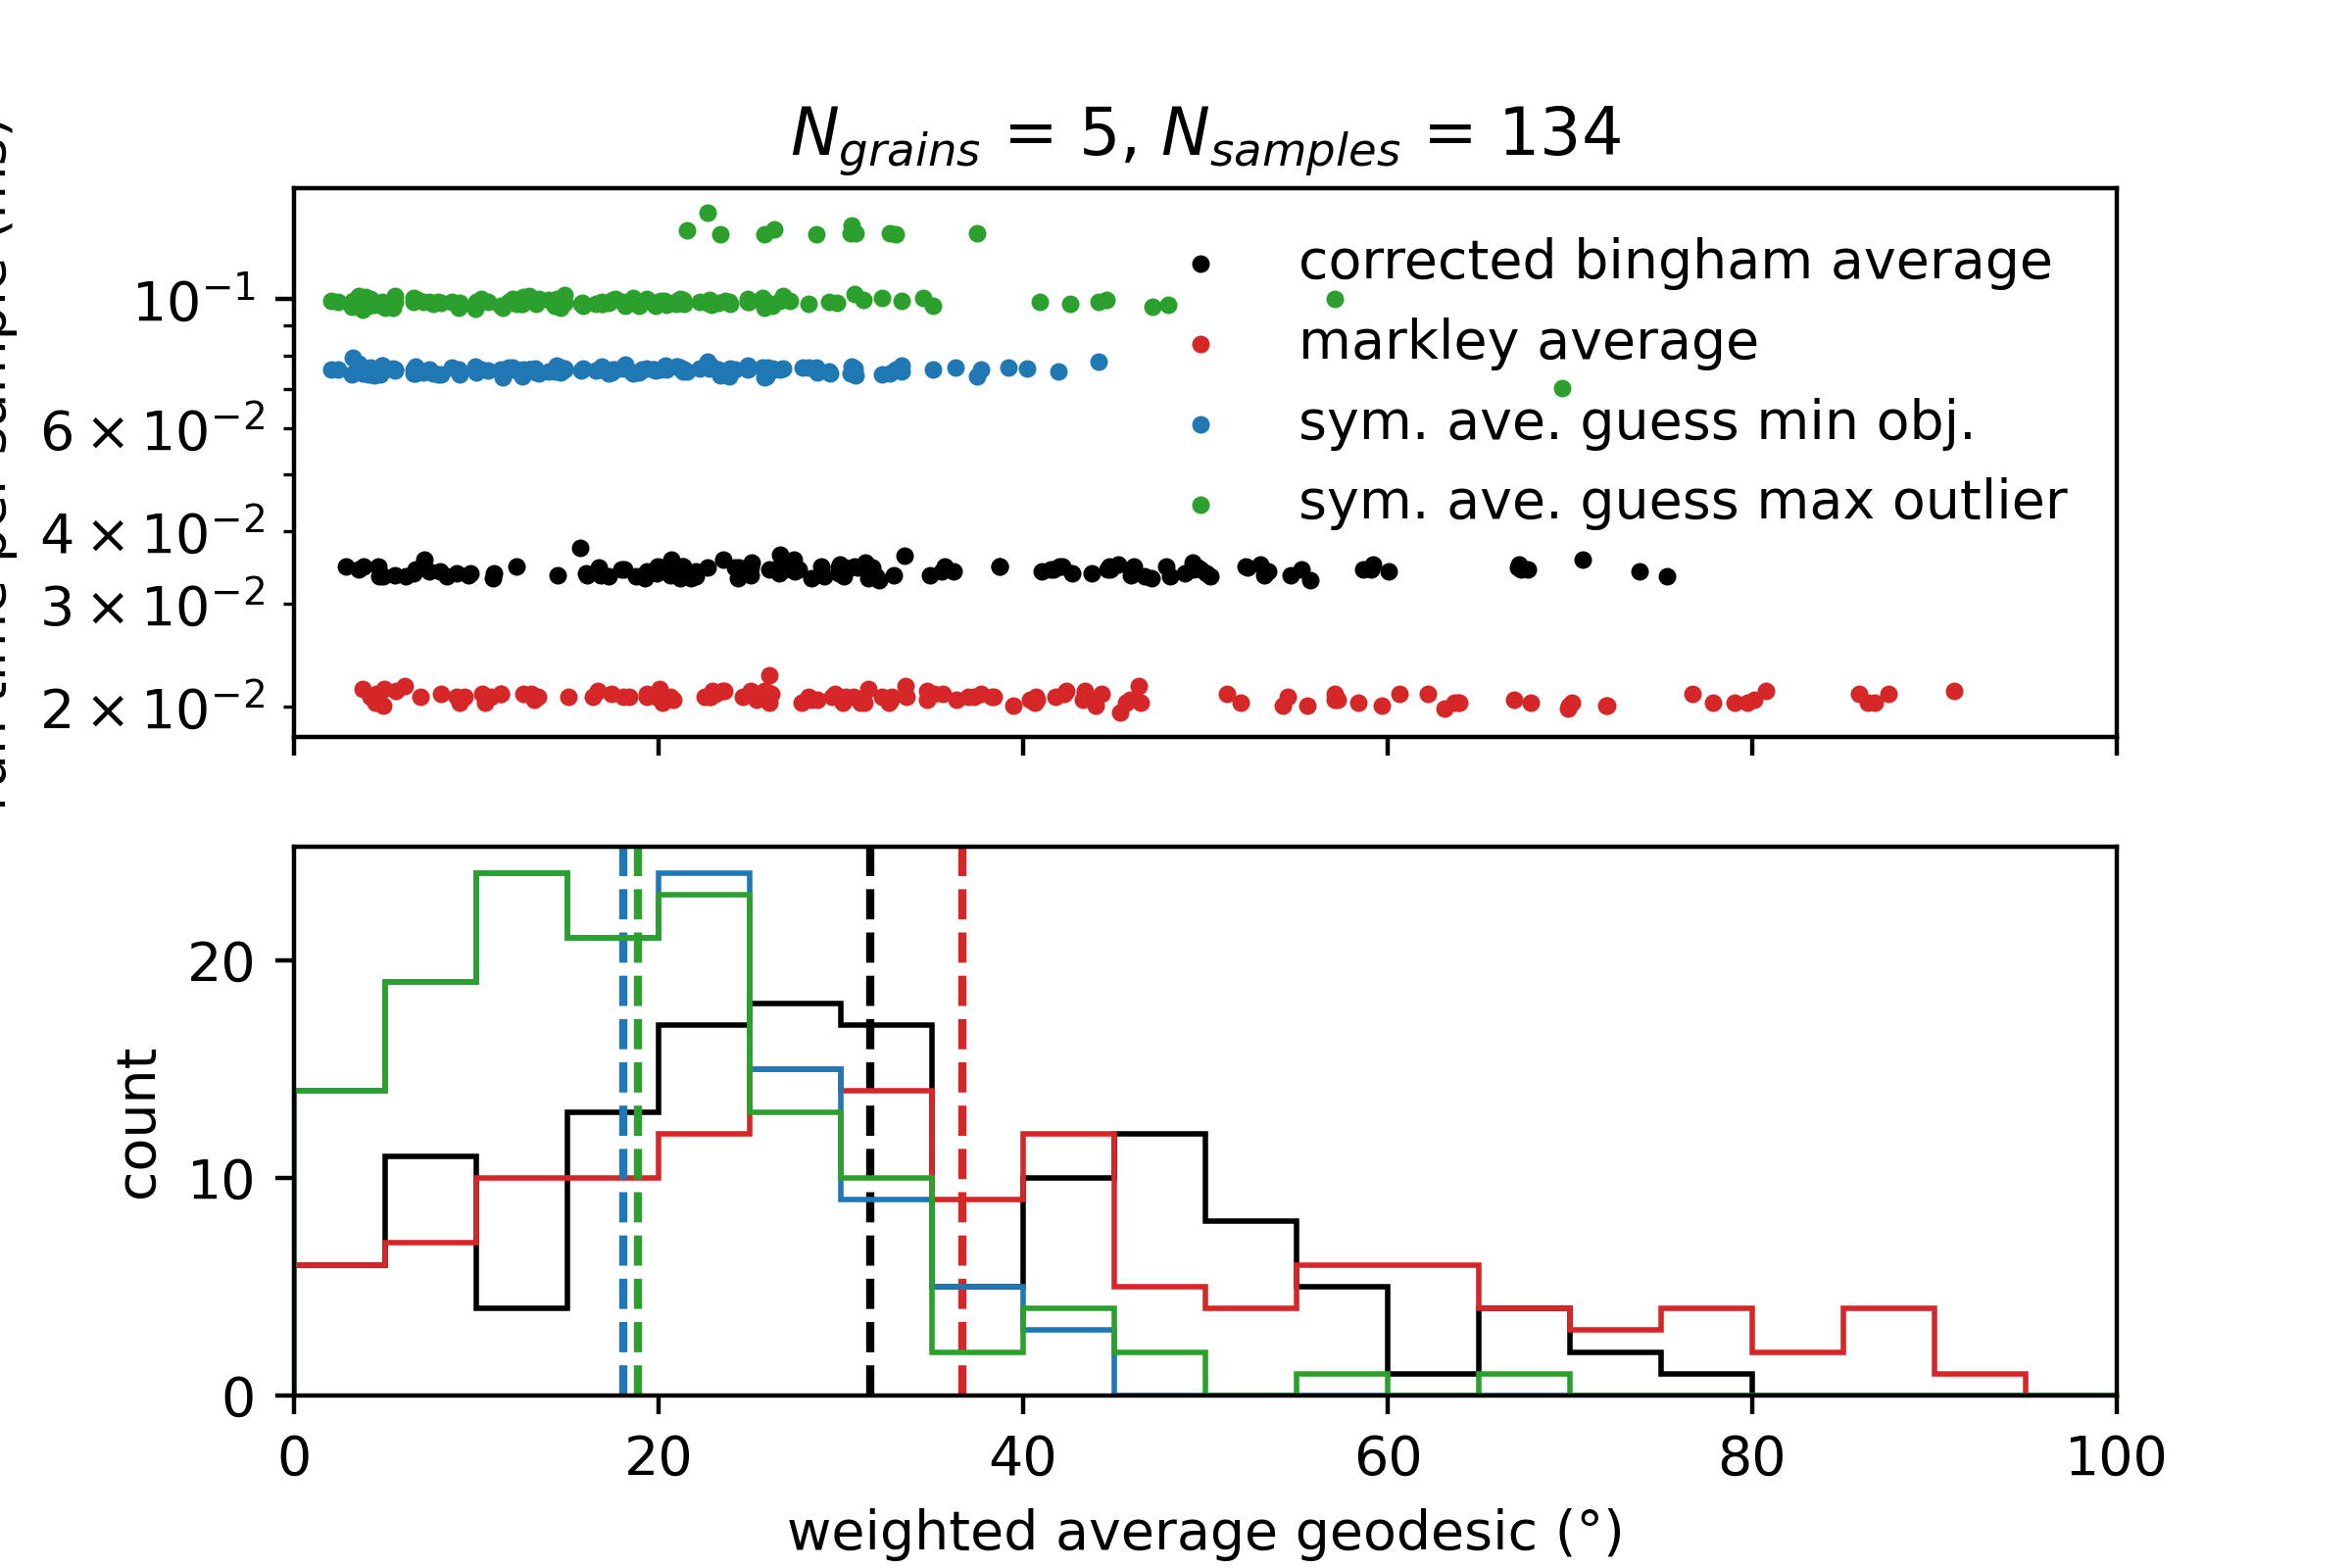 N_grains = 5, N_samples = 134
10^−1
6 × 10^−2
4 × 10^−2
3 × 10^−2
2 × 10^−2
corrected bingham average
markley average
sym. ave. guess min obj.
sym. ave. guess max outlier
count
20
10
0
0 20 40 60 80 100
weighted average geodesic (°)